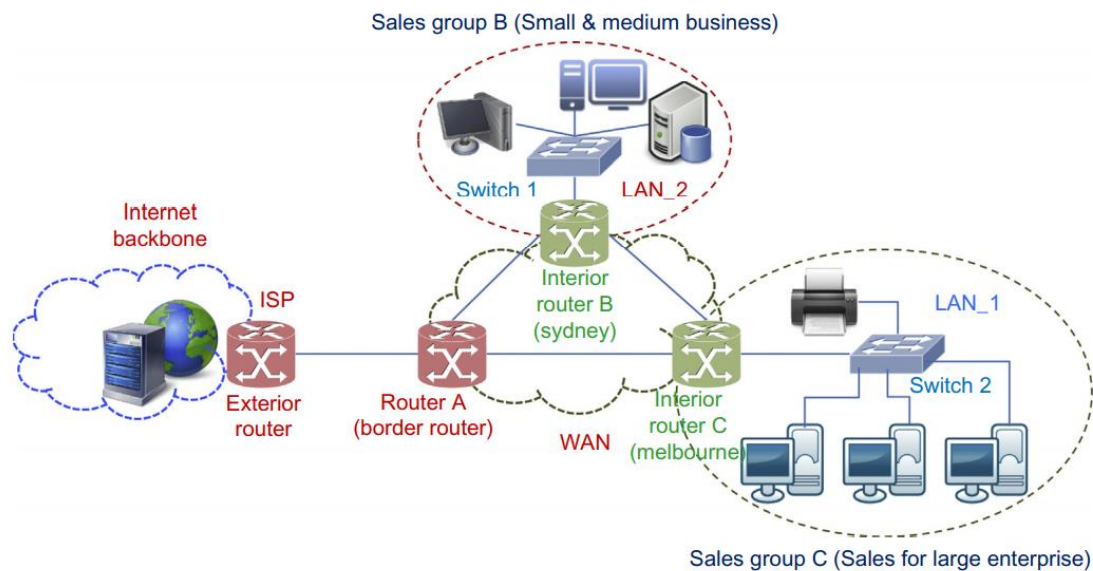 Sales group B (Small & medium business)
Switch 1
LAN_2
Internet
backbone
ISP
Exterior
router
Router A
(border router)
Interior
router B
(sydney)
WAN
Interior
router C
(melbourne)
LAN_1
Switch 2
Sales group C (Sales for large enterprise)